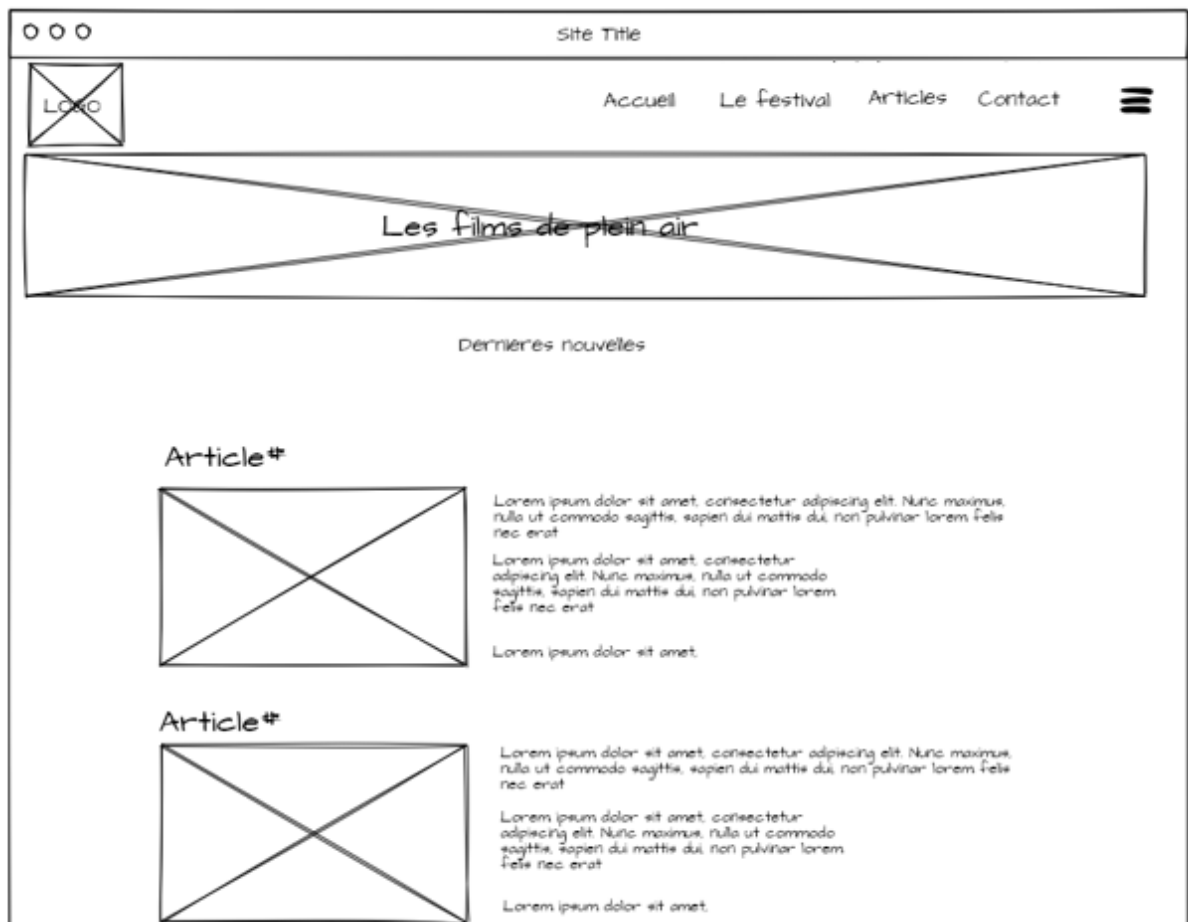 Site Title
LOGO
Accueil Le festival Articles Contact
Les films de plein air
Dernieres nouvelles
Article#
Lorem ipsum dolor sit amet, consectetur adipiscing elit. Nunc maximus,
nulla ut commodo sagittis, sapien dui mattis dui, non pulvinar lorem felis
nec erat
Lorem ipsum dolor sit amet, consectetur
adipiscing elit. Nunc maximus, nulla ut commodo
sagittis, sapien dui mattis dui, non pulvinar lorem
felis nec erat
Lorem ipsum dolor sit amet,
Article#
Lorem ipsum dolor sit amet, consectetur adipiscing elit. Nunc maximus,
nulla ut commodo sagittis, sapien dui mattis dui, non pulvinar lorem felis
nec erat
Lorem ipsum dolor sit amet, consectetur
adipiscing elit. Nunc maximus, nulla ut commodo
sagittis, sapien dui mattis dui, non pulvinar lorem
felis nec erat
Lorem ipsum dolor sit amet,